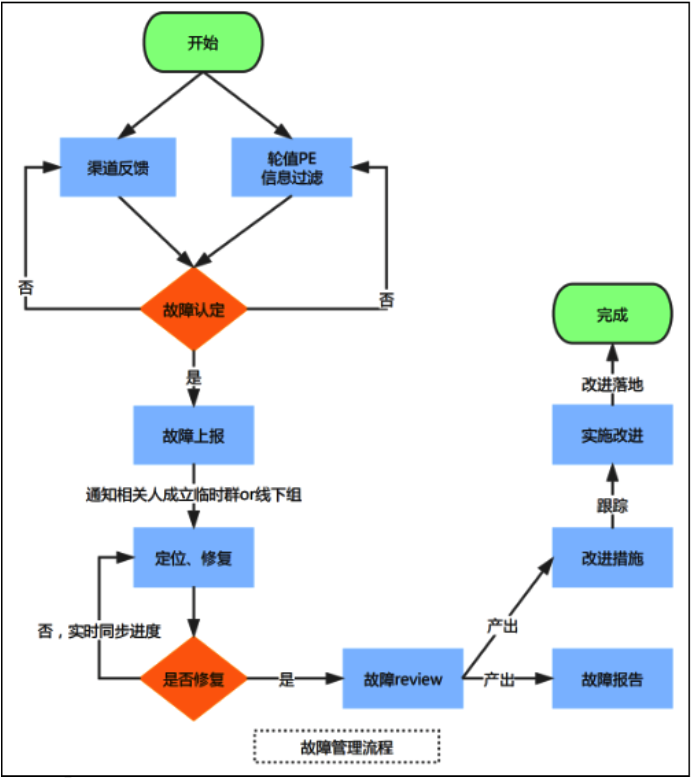 开始
渠道反馈
轮值PE
信息过滤
否
否
故障认定
是
故障上报
通知相关人成立临时群or线下组
定位、修复
否，实时同步进度
是否修复
是
故障review
产出
产出
故障报告
改进措施
跟踪
实施改进
改进落地
完成
故障管理流程